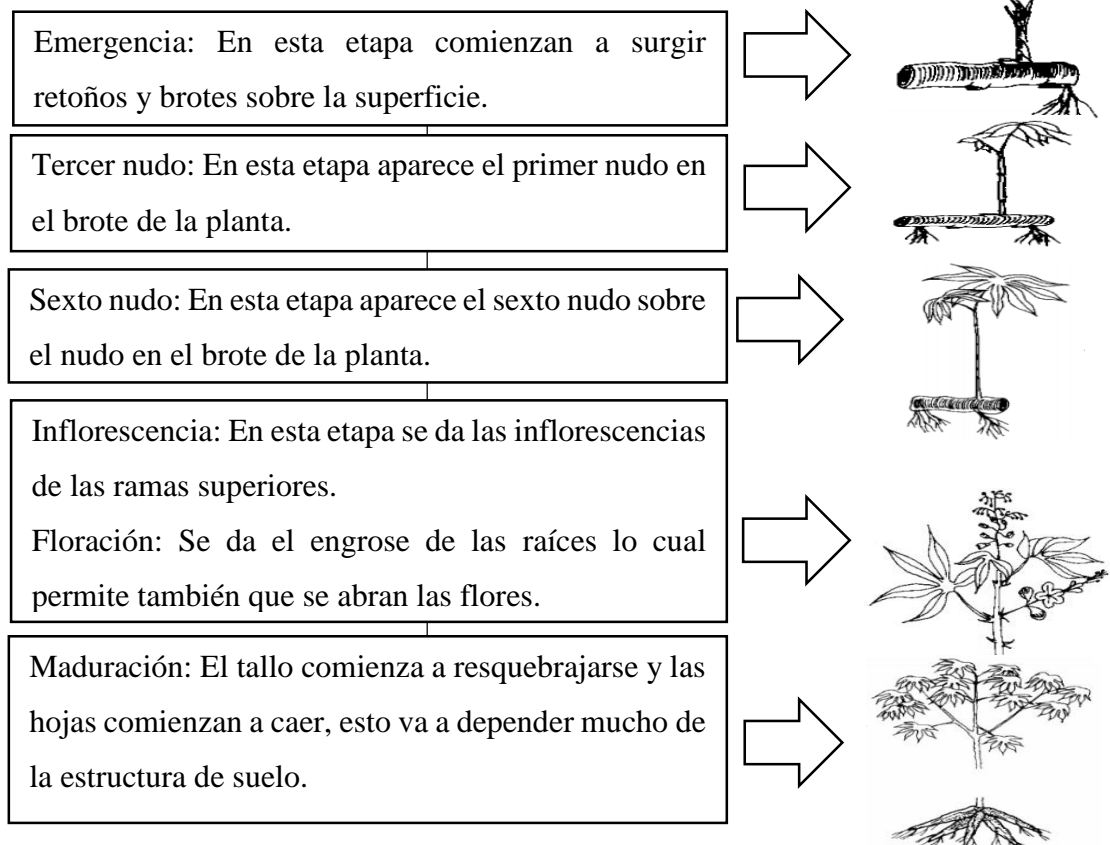 Emergencia: En esta etapa comienzan a surgir
retoños y brotes sobre la superficie.
Tercer nudo: En esta etapa aparece el primer nudo en
el brote de la planta.
Sexto nudo: En esta etapa aparece el sexto nudo sobre
el nudo en el brote de la planta.
Inflorescencia: En esta etapa se da las inflorescencias
de las ramas superiores.
Floración: Se da el engrose de las raíces lo cual
permite también que se abran las flores.
Maduración: El tallo comienza a resquebrajarse y las
hojas comienzan a caer, esto va a depender mucho de
la estructura de suelo.